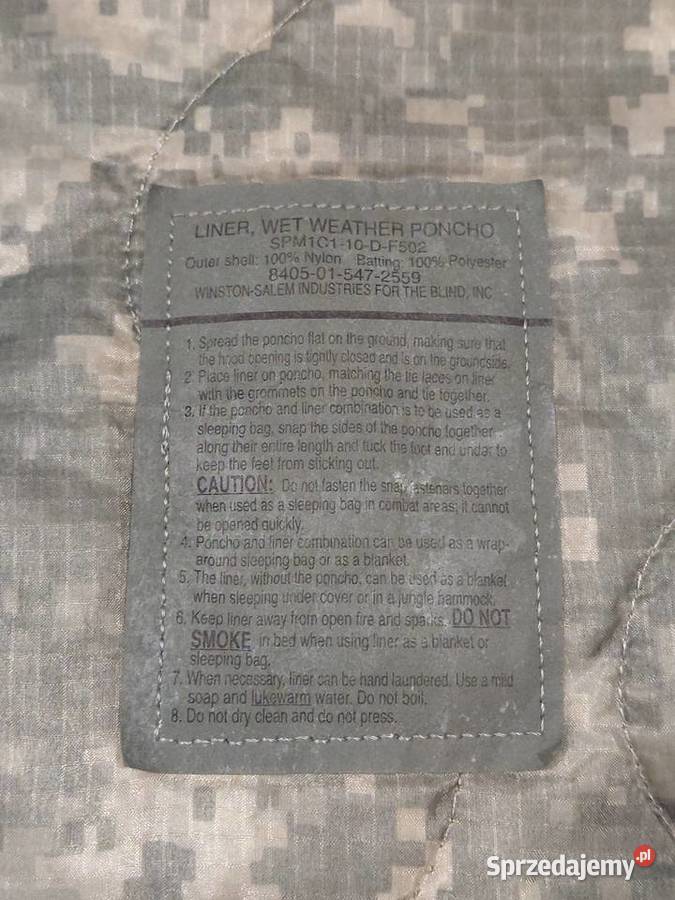 LINER, WET WEATHER PONCHO
SPM1C1-10-D-F502
Outer shell: 100% Nylon Batting: 100% Polyester
8405-01-547-2559
WINSTON-SALEM INDUSTRIES FOR THE BLIND, INC
1. Spread the poncho flat on the ground, making sure that
the hood opening is tightly closed and is on the groundside.
2. Place liner on poncho, matching the tie laces on liner
with the grommets on the poncho and tie together.
3. If the poncho and liner combination is to be used as a
sleeping bag, snap the sides of the poncho together
along their entire length and tuck the foot end under to
keep the feet from sticking out.
CAUTION: Do not fasten the snap fasteners together
when used as a sleeping bag in combat areas; it cannot
be opened quickly.
4. Poncho and liner combination can be used as a wrap-
around sleeping bag or as a blanket.
5. The liner, without the poncho, can be used as a blanket
when sleeping under cover or in a jungle hammock.
6. Keep liner away from open fire and sparks. DO NOT
SMOKE in bed when using liner as a blanket or
sleeping bag.
7. When necessary, liner can be hand laundered. Use a mild
soap and lukewarm water. Do not boil.
8. Do not dry clean and do not press.
Sprzedajemy.pl